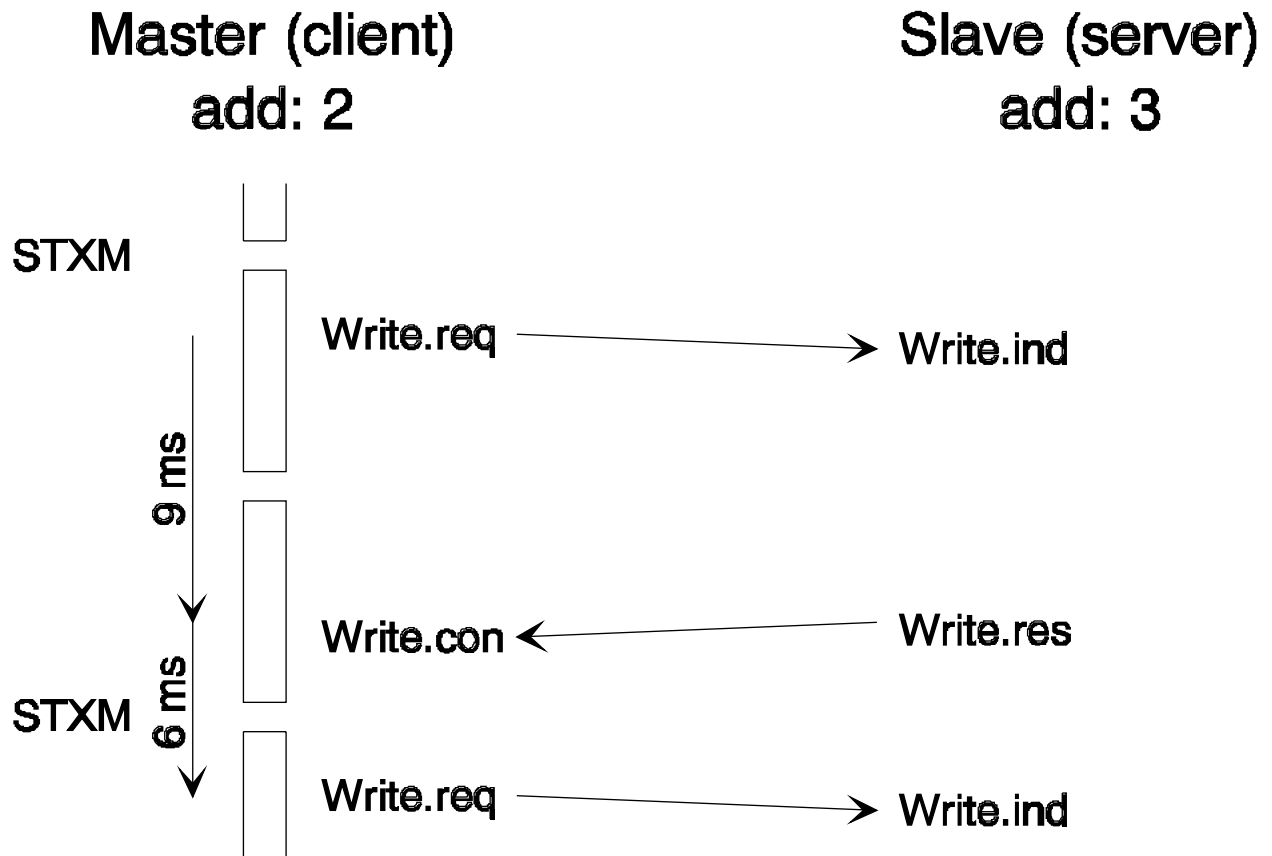 Master (client)
add: 2
Slave (server)
add: 3
STXM
Write.req
Write.ind
9 ms
Write.con
Write.res
6 ms
STXM
Write.req
Write.ind